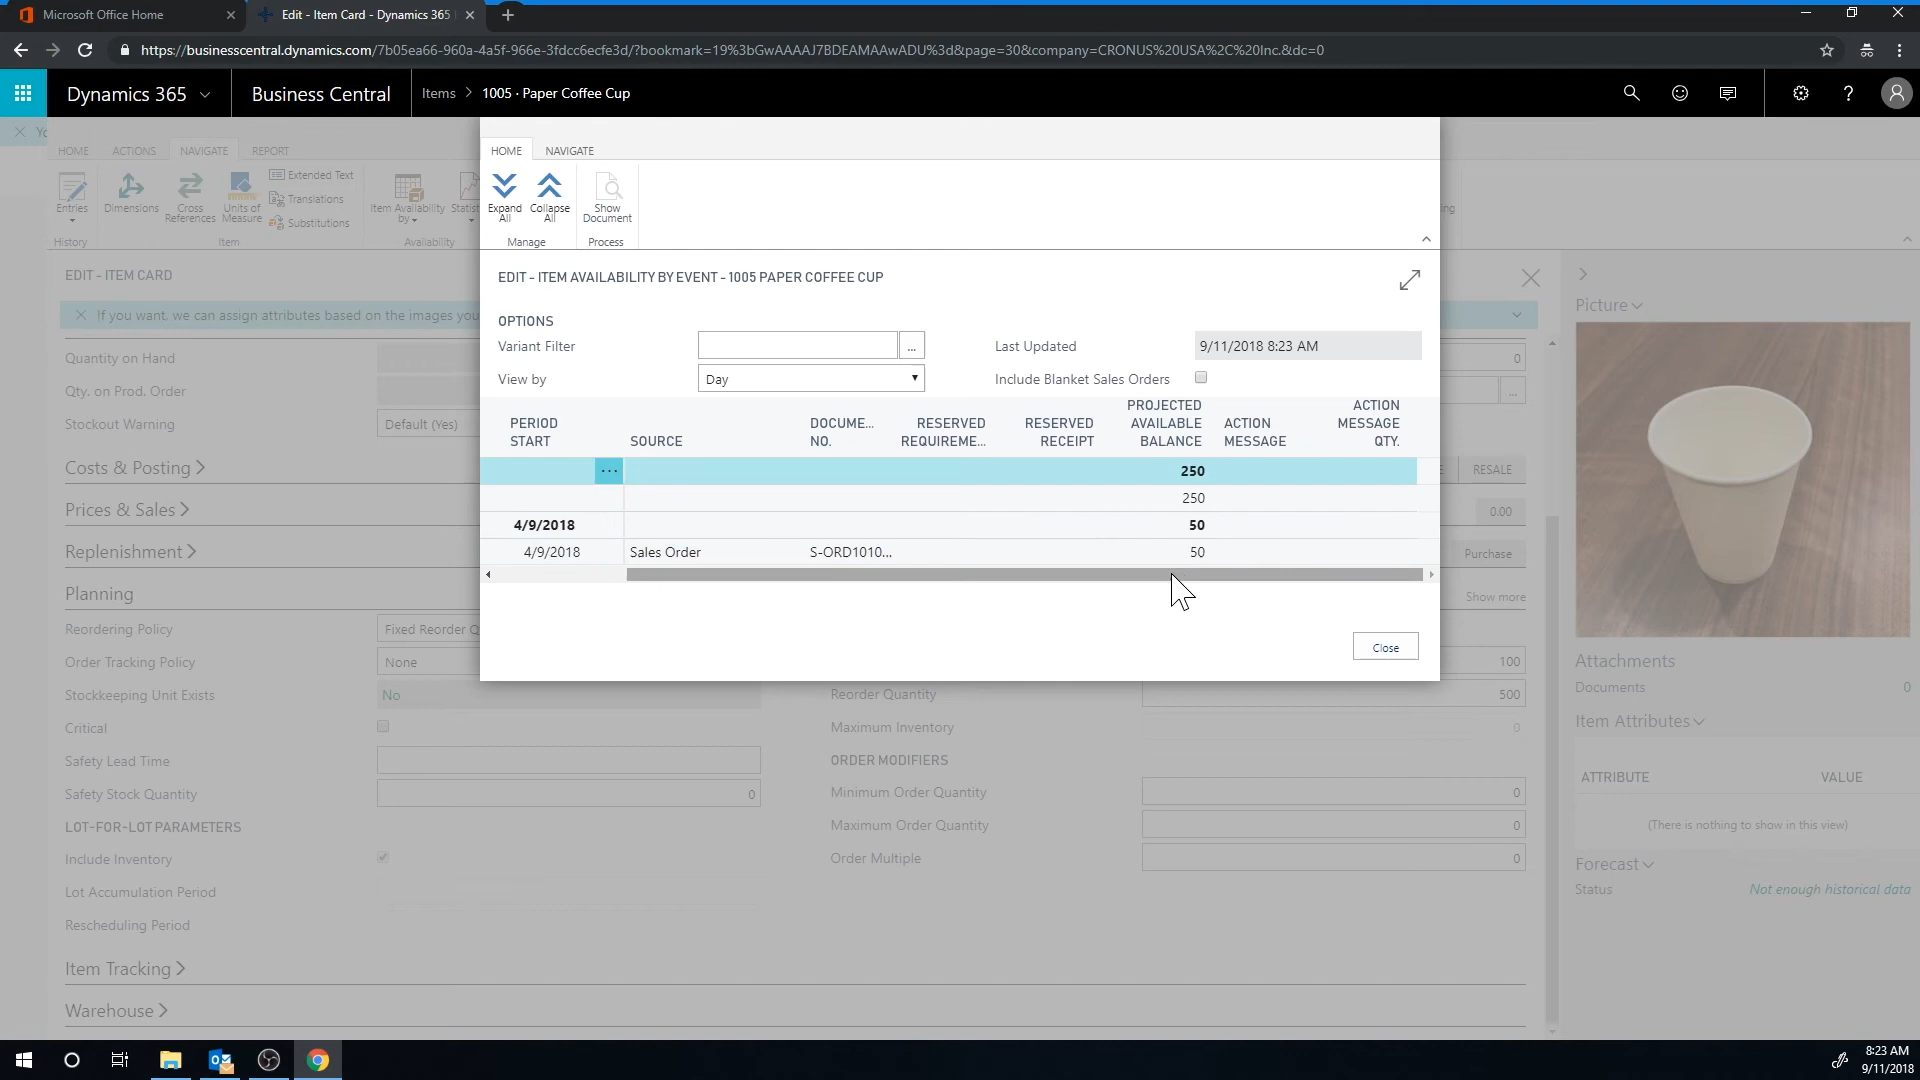 Microsoft Office Home
Edit - Item Card - Dynamics 365
https://businesscentral.dynamics.com/7b05ea66-960a-4a5f-966e-3fdcc6ecfe3d/?bookmark=19%3bGwAAAAJ7BDEAMAAwADU%3d&page=30&company=CRONUS%20USA%2C%20Inc.&dc=0
Dynamics 365
Business Central
Items > 1005 · Paper Coffee Cup
HOME ACTIONS NAVIGATE REPORT
Entries
Dimensions
Cross References
Units of Measure
Extended Text
Translations
Substitutions
Item Availability by
History
Item
Availability
HOME NAVIGATE
Expand All
Collapse All
Show Document
Manage
Process
EDIT - ITEM CARD
If you want, we can assign attributes based on the images
Quantity on Hand 0
Qty. on Prod. Order
Stockout Warning Default (Yes)
Costs & Posting >
Prices & Sales >
0.00
RESALE
Replenishment >
Purchase
Planning
Show more
Reordering Policy Fixed Reorder Q
Order Tracking Policy None
100
Stockkeeping Unit Exists No
Critical
Safety Lead Time
Safety Stock Quantity 0
LOT-FOR-LOT PARAMETERS
Include Inventory
Lot Accumulation Period
Rescheduling Period
Reorder Quantity 500
Maximum Inventory 0
ORDER MODIFIERS
Minimum Order Quantity 0
Maximum Order Quantity 0
Order Multiple 0
Item Tracking >
Warehouse >
EDIT - ITEM AVAILABILITY BY EVENT - 1005 PAPER COFFEE CUP
OPTIONS
Variant Filter ...
Last Updated 9/11/2018 8:23 AM
View by Day
Include Blanket Sales Orders
PERIOD START
SOURCE
DOCUME... NO.
RESERVED REQUIREME...
RESERVED RECEIPT
PROJECTED AVAILABLE BALANCE
ACTION MESSAGE
ACTION MESSAGE QTY.
... 250
250
4/9/2018 50
4/9/2018 Sales Order S-ORD1010... 50
Close
Picture
Attachments
Documents 0
Item Attributes
ATTRIBUTE VALUE
(There is nothing to show in this view)
Forecast
Status Not enough historical data
8:23 AM
9/11/2018